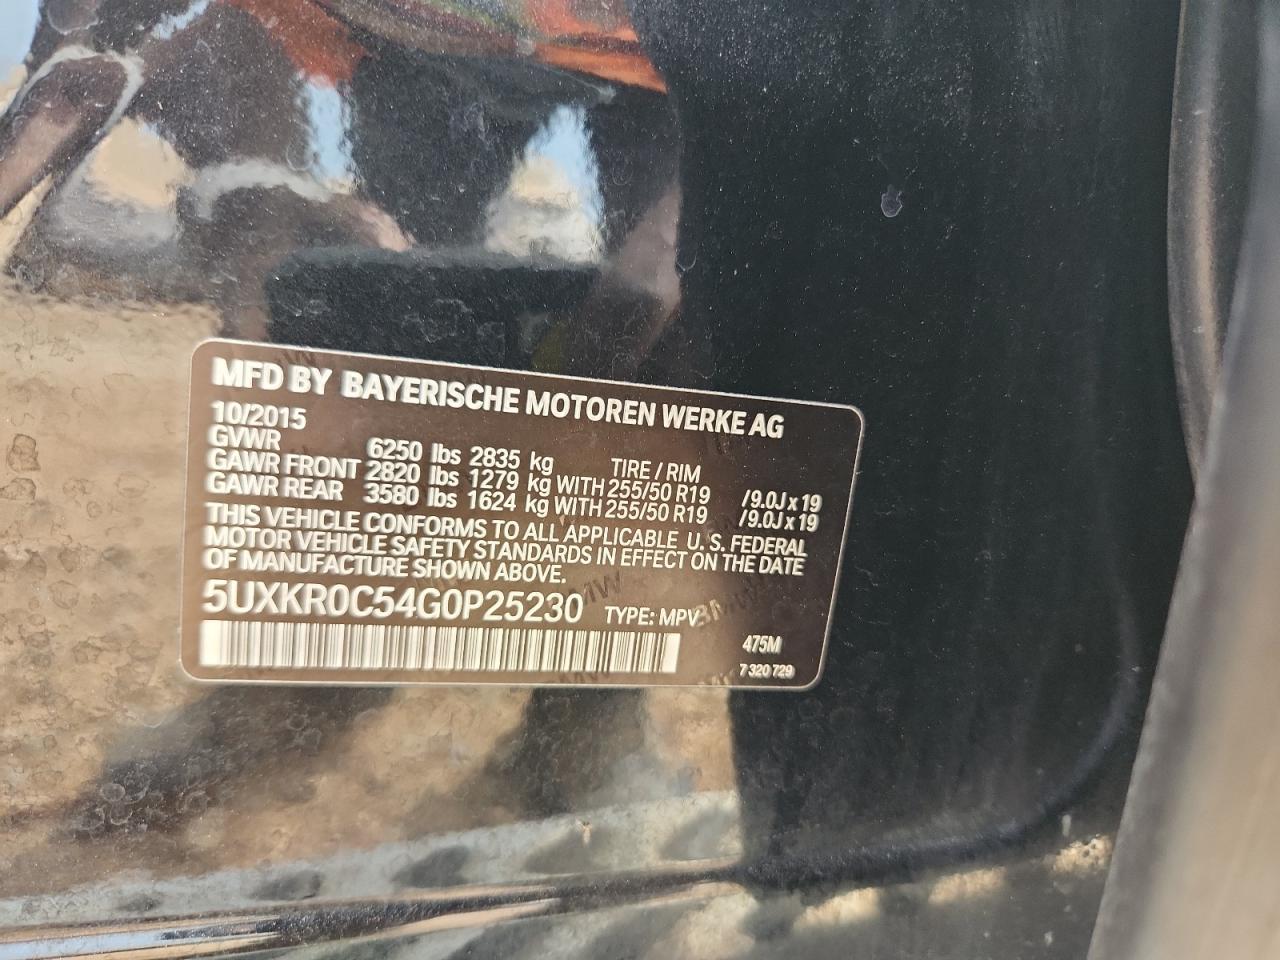 MFD BY BAYERISCHE MOTOREN WERKE AG
10/2015
GVWR 6250 lbs 2835 kg TIRE / RIM
GAWR FRONT 2820 lbs 1279 kg WITH 255/50 R19 /9.0J x 19
GAWR REAR 3580 lbs 1624 kg WITH 255/50 R19 /9.0J x 19
THIS VEHICLE CONFORMS TO ALL APPLICABLE U.S. FEDERAL
MOTOR VEHICLE SAFETY STANDARDS IN EFFECT ON THE DATE
OF MANUFACTURE SHOWN ABOVE.
5UXKR0C54G0P25230 TYPE: MPV
475M
7 320 729